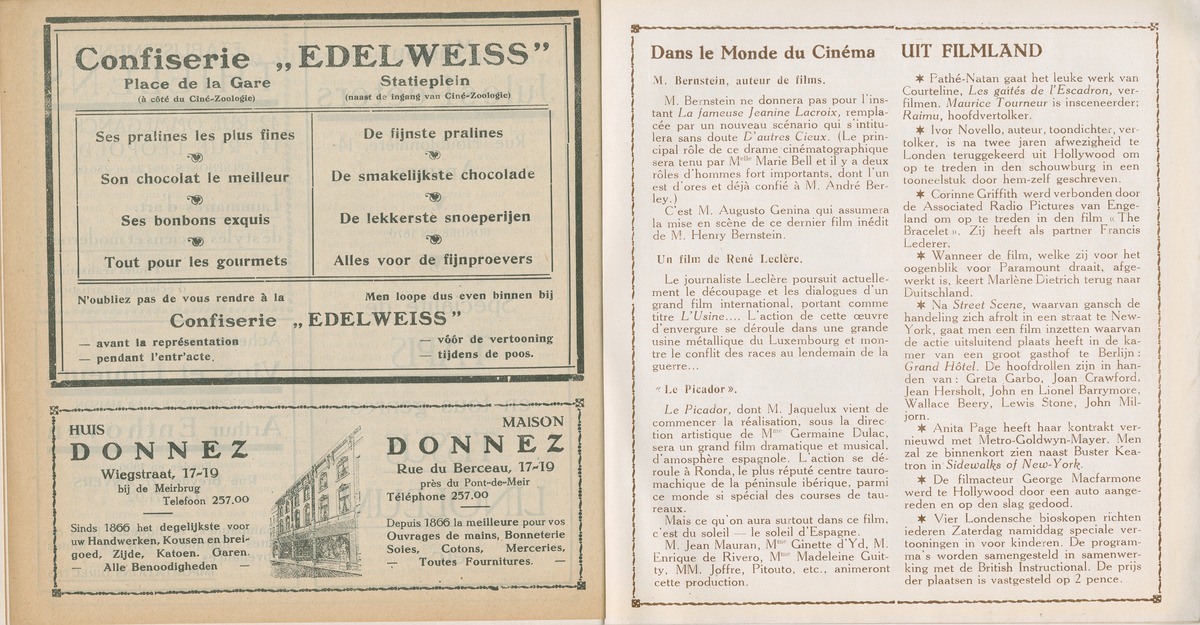 Confiserie „EDELWEISS”
Place de la Gare
(à côté du Ciné-Zoologie)
Statieplein
(naast de ingang van Ciné-Zoologie)
Ses pralines les plus fines
Son chocolat le meilleur
Ses bonbons exquis
Tout pour les gourmets
De fijnste pralines
De smakelijkste chocolade
De lekkerste snoeperijen
Alles voor de fijnproevers
N'oubliez pas de vous rendre à la
Men loope dus even binnen bij
Confiserie „EDELWEISS”
— avant la représentation
— pendant l'entr'acte.
— vóór de vertooning
— tijdens de poos.
HUIS
DONNEZ
Wiegstraat, 17-19
bij de Meirbrug
Telefoon 257.00
Sinds 1866 het degelijkste voor
uw Handwerken, Kousen en brei-
goed, Zijde, Katoen. Garen.
— Alle Benoodigheden —
MAISON
DONNEZ
Rue du Berceau, 17-19
près du Pont-de-Meir
Téléphone 257.00
Depuis 1866 la meilleure pour vos
Ouvrages de mains, Bonneterie
Soies, Cotons, Merceries,
— Toutes Fournitures. —
Dans le Monde du Cinéma
M. Bernstein, auteur de films.
M. Bernstein ne donnera pas pour l'ins-
tant La fameuse Jeanine Lacroix, rempla-
cée par un nouveau scénario qui s'intitu-
lera sans doute D'autres Cieux. (Le prin-
cipal rôle de ce drame cinématographique
sera tenu par Melle Marie Bell et il y a deux
rôles d'hommes fort importants, dont l'un
est d'ores et déjà confié à M. André Ber-
ley.)
C'est M. Augusto Genina qui assumera
la mise en scène de ce dernier film inédit
de M. Henry Bernstein.
Un film de René Leclère.
Le journaliste Leclère poursuit actuelle-
ment le découpage et les dialogues d'un
grand film international, portant comme
titre L'Usine.... L'action de cette œuvre
d'envergure se déroule dans une grande
usine métallique du Luxembourg et mon-
tre le conflit des races au lendemain de la
guerre...
“ Le Picador ».
Le Picador, dont M. Jaquelux vient de
commencer la réalisation, sous la direc-
tion artistique de Mme Germaine Dulac,
sera un grand film dramatique et musical,
d'amosphère espagnole. L'action se dé-
roule à Ronda, le plus réputé centre tauro-
machique de la péninsule ibérique, parmi
ce monde si spécial des courses de tau-
reaux.
Mais ce qu'on aura surtout dans ce film,
c'est du soleil — le soleil d'Espagne.
M. Jean Mauran, Mme Ginette d'Yd, M.
Enrique de Rivero, Mme Madeleine Guit-
ty, MM. Joffre, Pitouto, etc., animeront
cette production.
UIT FILMLAND
✶ Pathé-Natan gaat het leuke werk van
Courteline, Les gaités de l'Escadron, ver-
filmen. Maurice Tourneur is insceneerder;
Raimu, hoofdvertolker.
✶ Ivor Novello, auteur, toondichter, ver-
tolker, is na twee jaren afwezigheid te
Londen teruggekeerd uit Hollywood om
op te treden in den schouwburg in een
tooneelstuk door hem-zelf geschreven.
✶ Corinne Griffith werd verbonden door
de Associated Radio Pictures van Enge-
land om op te treden in den film « The
Bracelet ». Zij heeft als partner Francis
Lederer.
✶ Wanneer de film, welke zij voor het
oogenblik voor Paramount draait, afge-
werkt is, keert Marlène Dietrich terug naar
Duitschland.
✶ Na Street Scene, waarvan gansch de
handeling zich afrolt in een straat te New-
York, gaat men een film inzetten waarvan
de actie uitsluitend plaats heeft in de ka-
mer van een groot gasthof te Berlijn :
Grand Hôtel. De hoofdrollen zijn in han-
den van : Greta Garbo, Joan Crawford,
Jean Hersholt, John en Lionel Barrymore,
Wallace Beery, Lewis Stone, John Mil-
jorn.
✶ Anita Page heeft haar kontrakt ver-
nieuwd met Metro-Goldwyn-Mayer. Men
zal ze binnenkort zien naast Buster Kea-
tron in Sidewalks of New-York.
✶ De filmacteur George Macfarmone
werd te Hollywood door een auto aange-
reden en op den slag gedood.
✶ Vier Londensche bioskopen richten
iederen Zaterdag namiddag speciale ver-
tooningen in voor kinderen. De program-
ma's worden samengesteld in samenwer-
king met de British Instructional. De prijs
der plaatsen is vastgesteld op 2 pence.